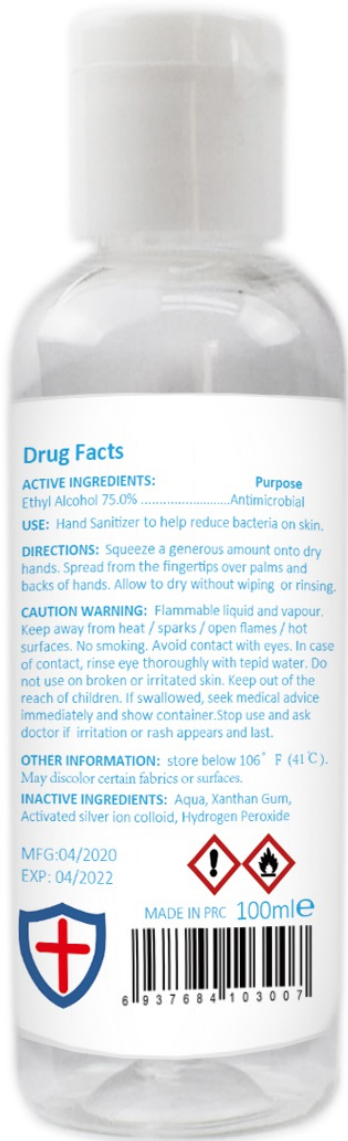 Drug Facts
ACTIVE INGREDIENTS: Purpose
Ethyl Alcohol 75.0% ..........................Antimicrobial
USE: Hand Sanitizer to help reduce bacteria on skin.
DIRECTIONS: Squeeze a generous amount onto dry
hands. Spread from the fingertips over palms and
backs of hands. Allow to dry without wiping or rinsing.
CAUTION WARNING: Flammable liquid and vapour.
Keep away from heat / sparks / open flames / hot
surfaces. No smoking. Avoid contact with eyes. In case
of contact, rinse eye thoroughly with tepid water. Do
not use on broken or irritated skin. Keep out of the
reach of children. If swallowed, seek medical advice
immediately and show container.Stop use and ask
doctor if irritation or rash appears and last.
OTHER INFORMATION: store below 106° F (41℃).
May discolor certain fabrics or surfaces.
INACTIVE INGREDIENTS: Aqua, Xanthan Gum,
Activated silver ion colloid, Hydrogen Peroxide
MFG:04/2020
EXP: 04/2022
MADE IN PRC 100ml℮
6 937684 103007